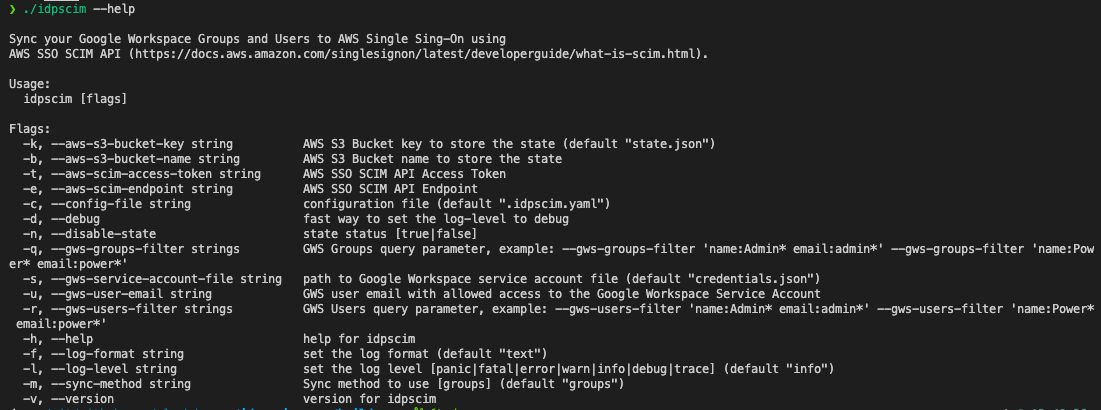 ❯ ./idpscim --help
Sync your Google Workspace Groups and Users to AWS Single Sing-On using
AWS SSO SCIM API (https://docs.aws.amazon.com/singlesignon/latest/developerguide/what-is-scim.html).
Usage:
idpscim [flags]
Flags:
-k, --aws-s3-bucket-key string AWS S3 Bucket key to store the state (default "state.json")
-b, --aws-s3-bucket-name string AWS S3 Bucket name to store the state
-t, --aws-scim-access-token string AWS SSO SCIM API Access Token
-e, --aws-scim-endpoint string AWS SSO SCIM API Endpoint
-c, --config-file string configuration file (default ".idpscim.yaml")
-d, --debug fast way to set the log-level to debug
-n, --disable-state state status [true|false]
-q, --gws-groups-filter strings GWS Groups query parameter, example: --gws-groups-filter 'name:Admin* email:admin*' --gws-groups-filter 'name:Pow
er* email:power*'
-s, --gws-service-account-file string path to Google Workspace service account file (default "credentials.json")
-u, --gws-user-email string GWS user email with allowed access to the Google Workspace Service Account
-r, --gws-users-filter strings GWS Users query parameter, example: --gws-users-filter 'name:Admin* email:admin*' --gws-users-filter 'name:Power*
email:power*'
-h, --help help for idpscim
-f, --log-format string set the log format (default "text")
-l, --log-level string set the log level [panic|fatal|error|warn|info|debug|trace] (default "info")
-m, --sync-method string Sync method to use [groups] (default "groups")
-v, --version version for idpscim